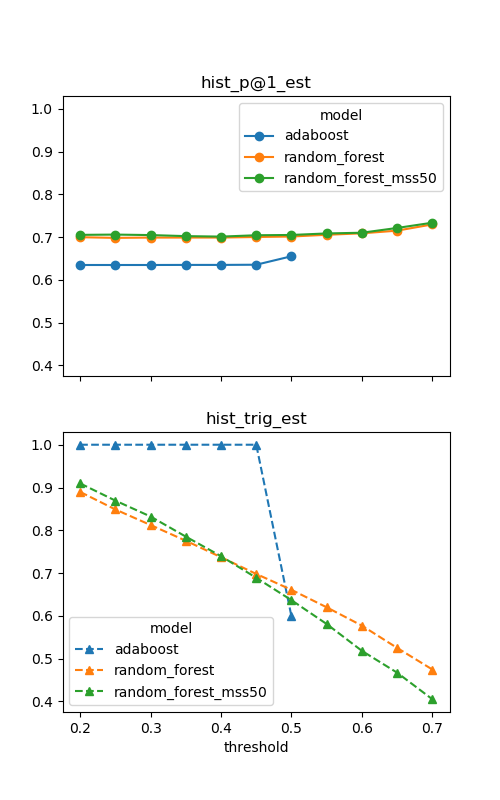 hist_p@1_est
1.0
0.9
0.8
0.7
0.6
0.5
0.4
model
adaboost
random_forest
random_forest_mss50
hist_trig_est
1.0
0.9
0.8
0.7
0.6
0.5
0.4
model
adaboost
random_forest
random_forest_mss50
0.2 0.3 0.4 0.5 0.6 0.7
threshold